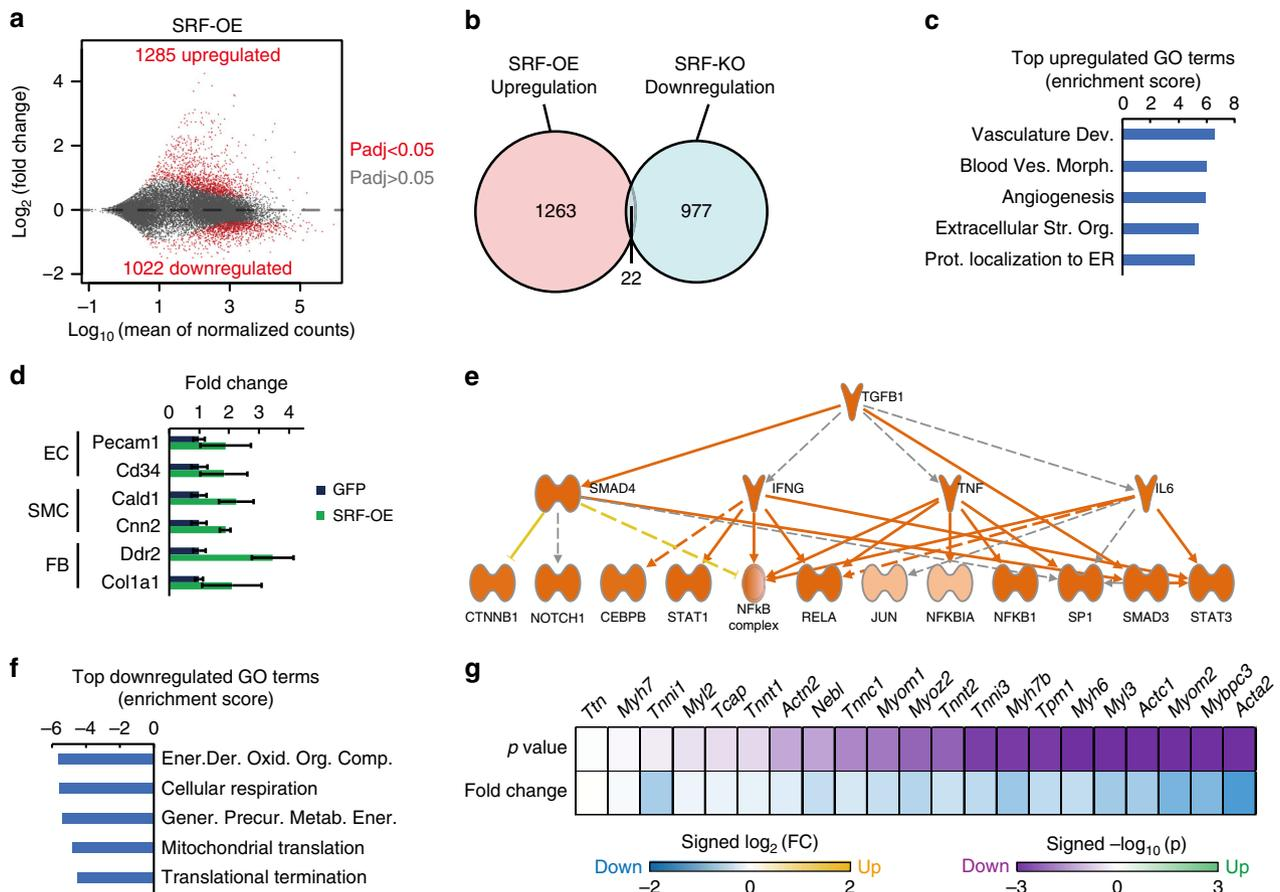 a
SRF-OE
1285 upregulated
4
2
0
−2
Log2 (fold change)
1022 downregulated
−1 1 3 5
Log10 (mean of normalized counts)
Padj<0.05
Padj>0.05
b
SRF-OE
Upregulation
SRF-KO
Downregulation
1263
977
22
c
Top upregulated GO terms
(enrichment score)
0 2 4 6 8
Vasculature Dev.
Blood Ves. Morph.
Angiogenesis
Extracellular Str. Org.
Prot. localization to ER
d
Fold change
0 1 2 3 4
EC
Pecam1
Cd34
SMC
Cald1
Cnn2
FB
Ddr2
Col1a1
GFP
SRF-OE
e
TGFB1
SMAD4
IFNG
TNF
IL6
CTNNB1
NOTCH1
CEBPB
STAT1
NFkB
complex
RELA
JUN
NFKBIA
NFKB1
SP1
SMAD3
STAT3
f
Top downregulated GO terms
(enrichment score)
−6 −4 −2 0
Ener.Der. Oxid. Org. Comp.
Cellular respiration
Gener. Precur. Metab. Ener.
Mitochondrial translation
Translational termination
g
Ttn
Myh7
Tnni1
Myl2
Tcap
Tnnt1
Actn2
Nebl
Tnnc1
Myom1
Myoz2
Tnnt2
Tnni3
Myh7b
Tpm1
Myh6
Myl3
Actc1
Myom2
Mybpc3
Acta2
p value
Fold change
Signed log2 (FC)
Down Up
−2 0 2
Signed −log10 (p)
Down Up
−3 0 3